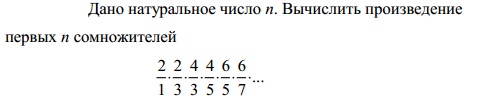 Дано натуральное число n. Вычислить произведение
первых n сомножителей
2/1 · 2/3 · 4/3 · 4/5 · 6/5 · 6/7 · ...